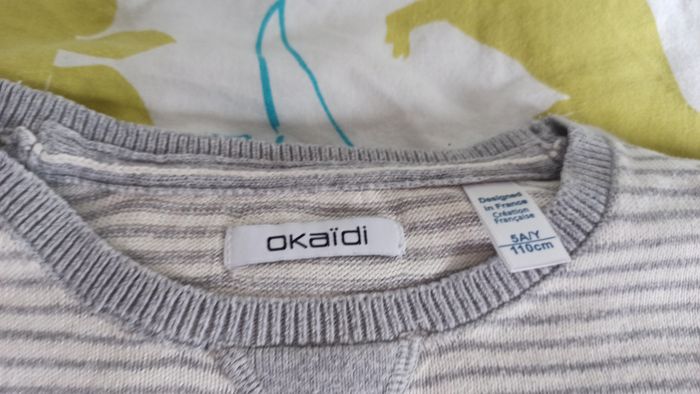 okaïdi
Designed
in France
Création
Française
5A/Y
110cm